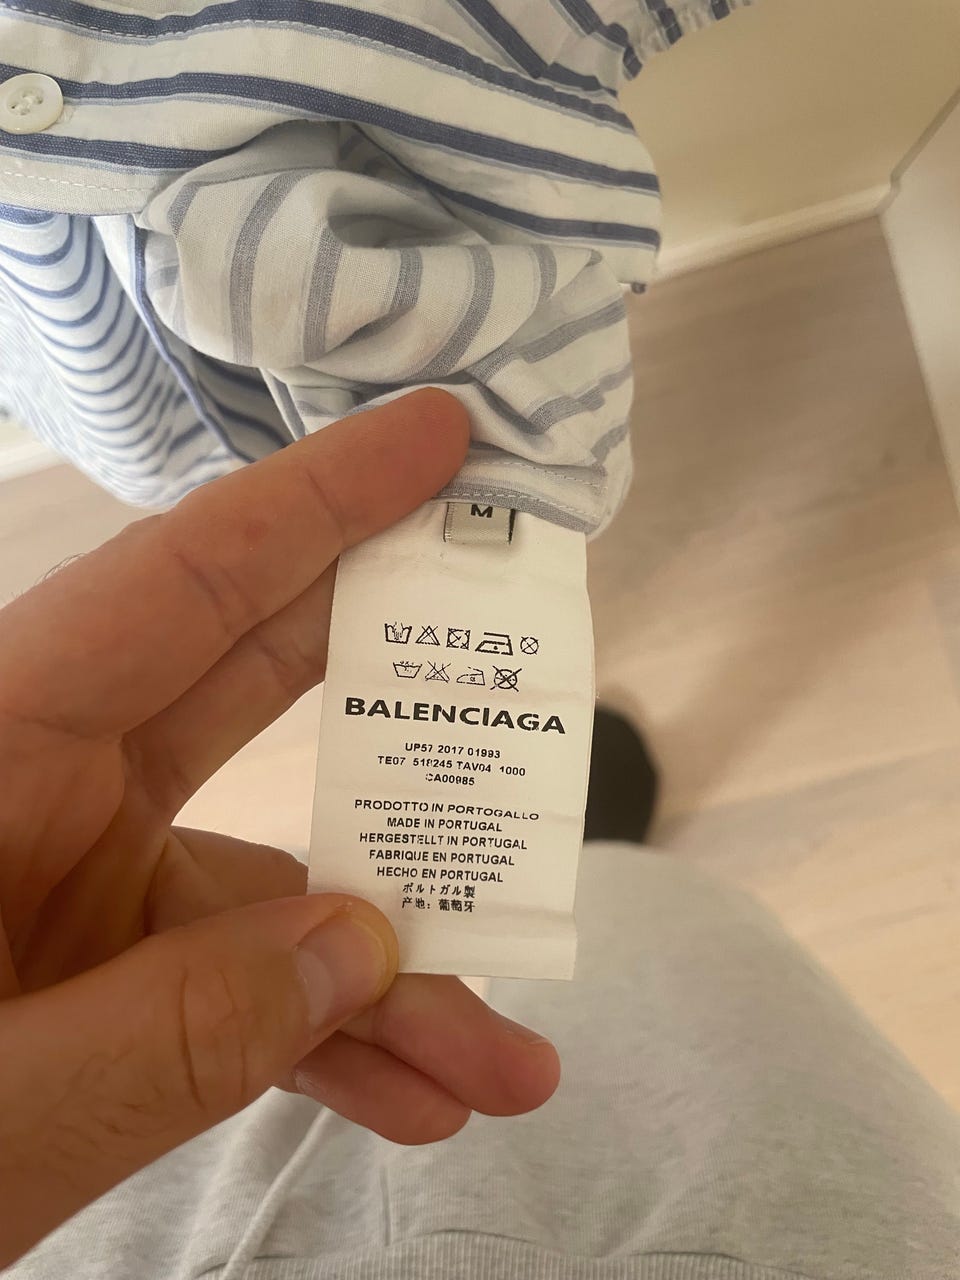 M
BALENCIAGA
UP57 2017 01993
TE07 518245 TAV04 1000
CA00985
PRODOTTO IN PORTOGALLO
MADE IN PORTUGAL
HERGESTELLT IN PORTUGAL
FABRIQUE EN PORTUGAL
HECHO EN PORTUGAL
ポルトガル製
产地：葡萄牙